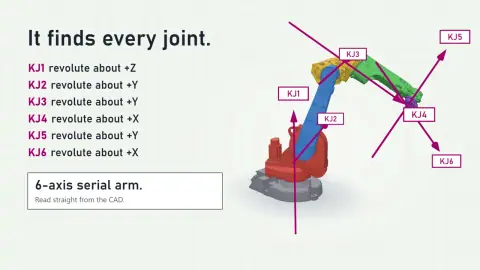 It finds every joint.
KJ1 revolute about +Z
KJ2 revolute about +Y
KJ3 revolute about +Y
KJ4 revolute about +X
KJ5 revolute about +Y
KJ6 revolute about +X
6-axis serial arm.
Read straight from the CAD.
KJ5
KJ3
KJ1
KJ4
KJ2
KJ6